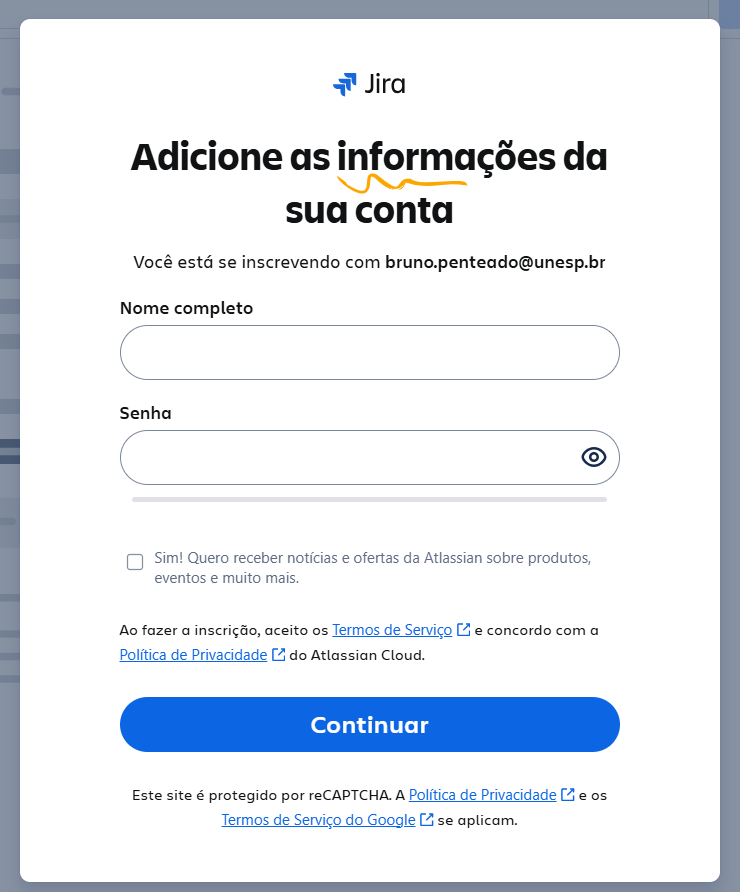 Jira
Adicione as informações da
sua conta
Você está se inscrevendo com bruno.penteado@unesp.br
Nome completo
Senha
Sim! Quero receber notícias e ofertas da Atlassian sobre produtos,
eventos e muito mais.
Ao fazer a inscrição, aceito os Termos de Serviço e concordo com a
Política de Privacidade do Atlassian Cloud.
Continuar
Este site é protegido por reCAPTCHA. A Política de Privacidade e os
Termos de Serviço do Google se aplicam.